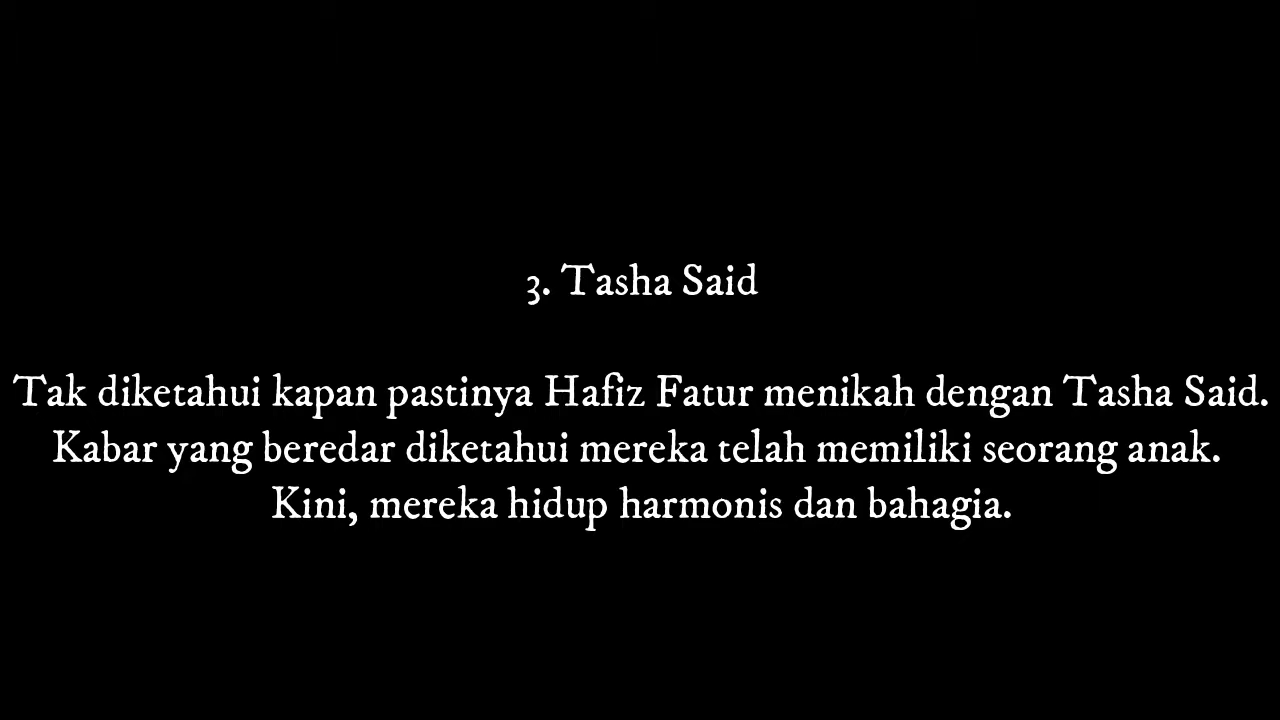 3. Tasha Said
Tak diketahui kapan pastinya Hafiz Fatur menikah dengan Tasha Said.
Kabar yang beredar diketahui mereka telah memiliki seorang anak.
Kini, mereka hidup harmonis dan bahagia.